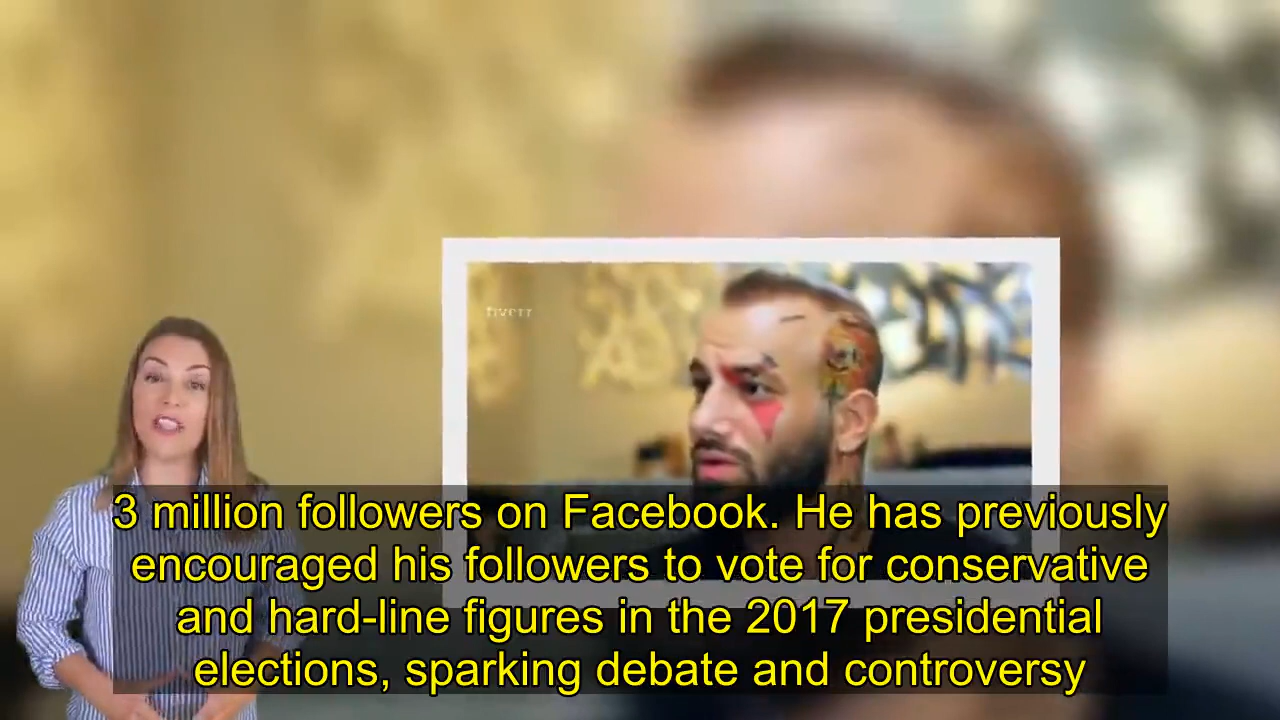 fiverr
3 million followers on Facebook. He has previously
encouraged his followers to vote for conservative
and hard-line figures in the 2017 presidential
elections, sparking debate and controversy